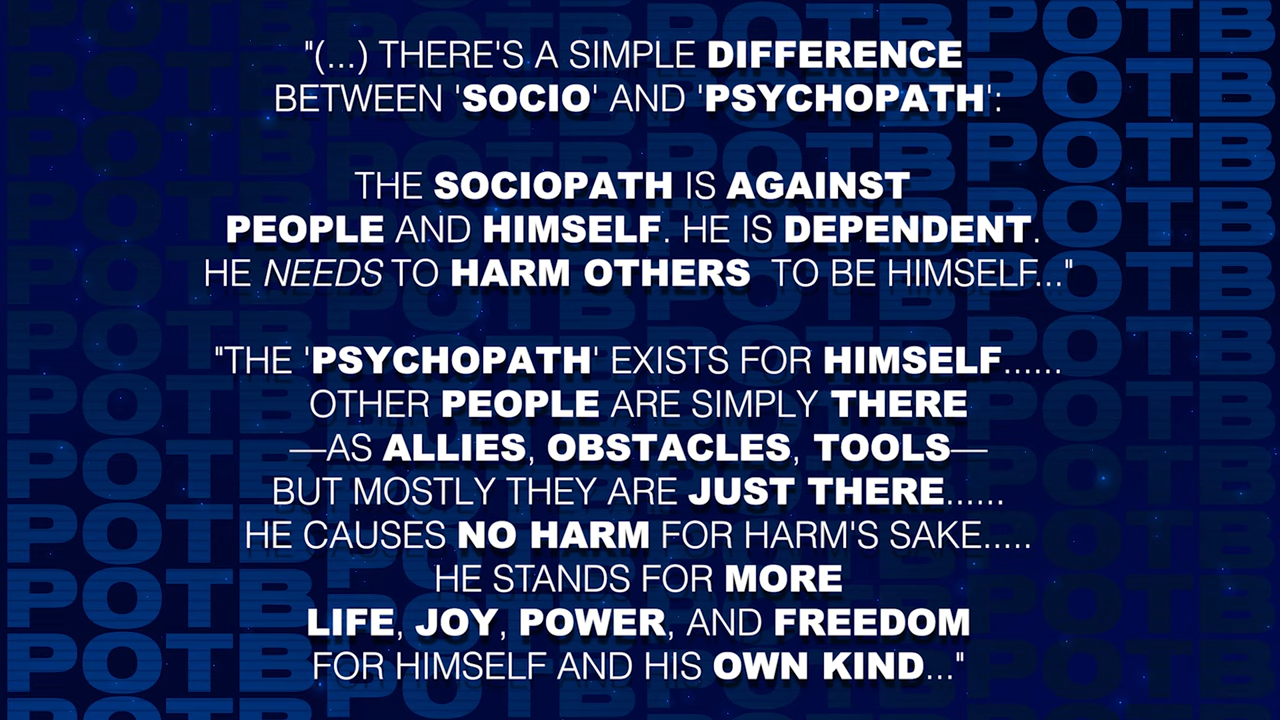 "(...) THERE'S A SIMPLE DIFFERENCE
BETWEEN 'SOCIO' AND 'PSYCHOPATH':
THE SOCIOPATH IS AGAINST
PEOPLE AND HIMSELF. HE IS DEPENDENT.
HE NEEDS TO HARM OTHERS TO BE HIMSELF..."
"THE 'PSYCHOPATH' EXISTS FOR HIMSELF......
OTHER PEOPLE ARE SIMPLY THERE
—AS ALLIES, OBSTACLES, TOOLS—
BUT MOSTLY THEY ARE JUST THERE......
HE CAUSES NO HARM FOR HARM'S SAKE.....
HE STANDS FOR MORE
LIFE, JOY, POWER, AND FREEDOM
FOR HIMSELF AND HIS OWN KIND..."
POTB